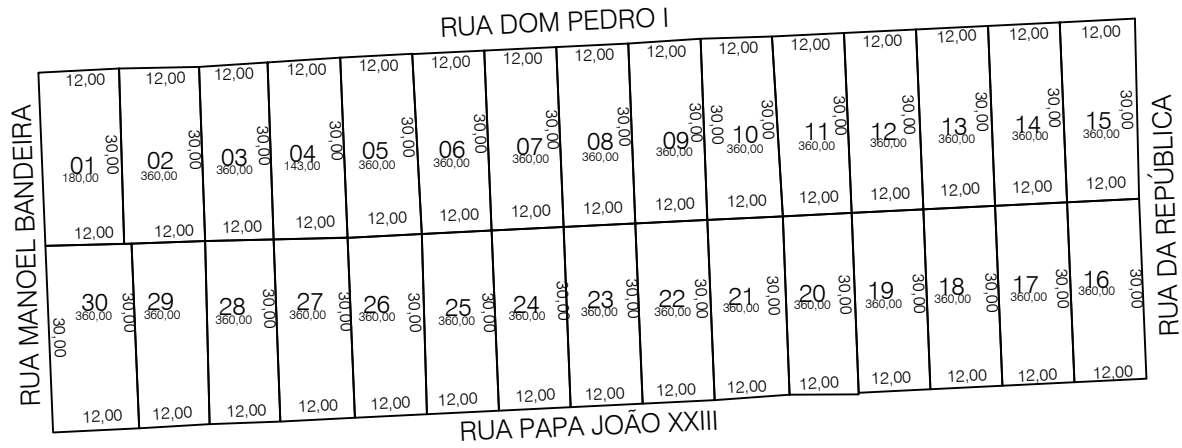 RUA DOM PEDRO I
12,00 12,00 12,00 12,00 12,00 12,00 12,00 12,00 12,00 12,00 12,00 12,00 12,00 12,00 12,00
30,00 30,00 30,00 30,00 30,00 30,00 30,00 30,00 30,00 30,00 30,00 30,00 30,00 30,00 30,00 30,00
01 02 03 04 05 06 07 08 09 10 11 12 13 14 15
180,00 360,00 360,00 143,00 360,00 360,00 360,00 360,00 360,00 360,00 360,00 360,00 360,00 360,00 360,00
12,00 12,00 12,00 12,00 12,00 12,00 12,00 12,00 12,00 12,00 12,00 12,00 12,00 12,00 12,00
RUA MANOEL BANDEIRA
RUA DA REPÚBLICA
30 29 28 27 26 25 24 23 22 21 20 19 18 17 16
360,00 360,00 360,00 360,00 360,00 360,00 360,00 360,00 360,00 360,00 360,00 360,00 360,00 360,00 360,00
30,00 30,00 30,00 30,00 30,00 30,00 30,00 30,00 30,00 30,00 30,00 30,00 30,00 30,00 30,00
12,00 12,00 12,00 12,00 12,00 12,00 12,00 12,00 12,00 12,00 12,00 12,00 12,00 12,00 12,00
RUA PAPA JOÃO XXIII